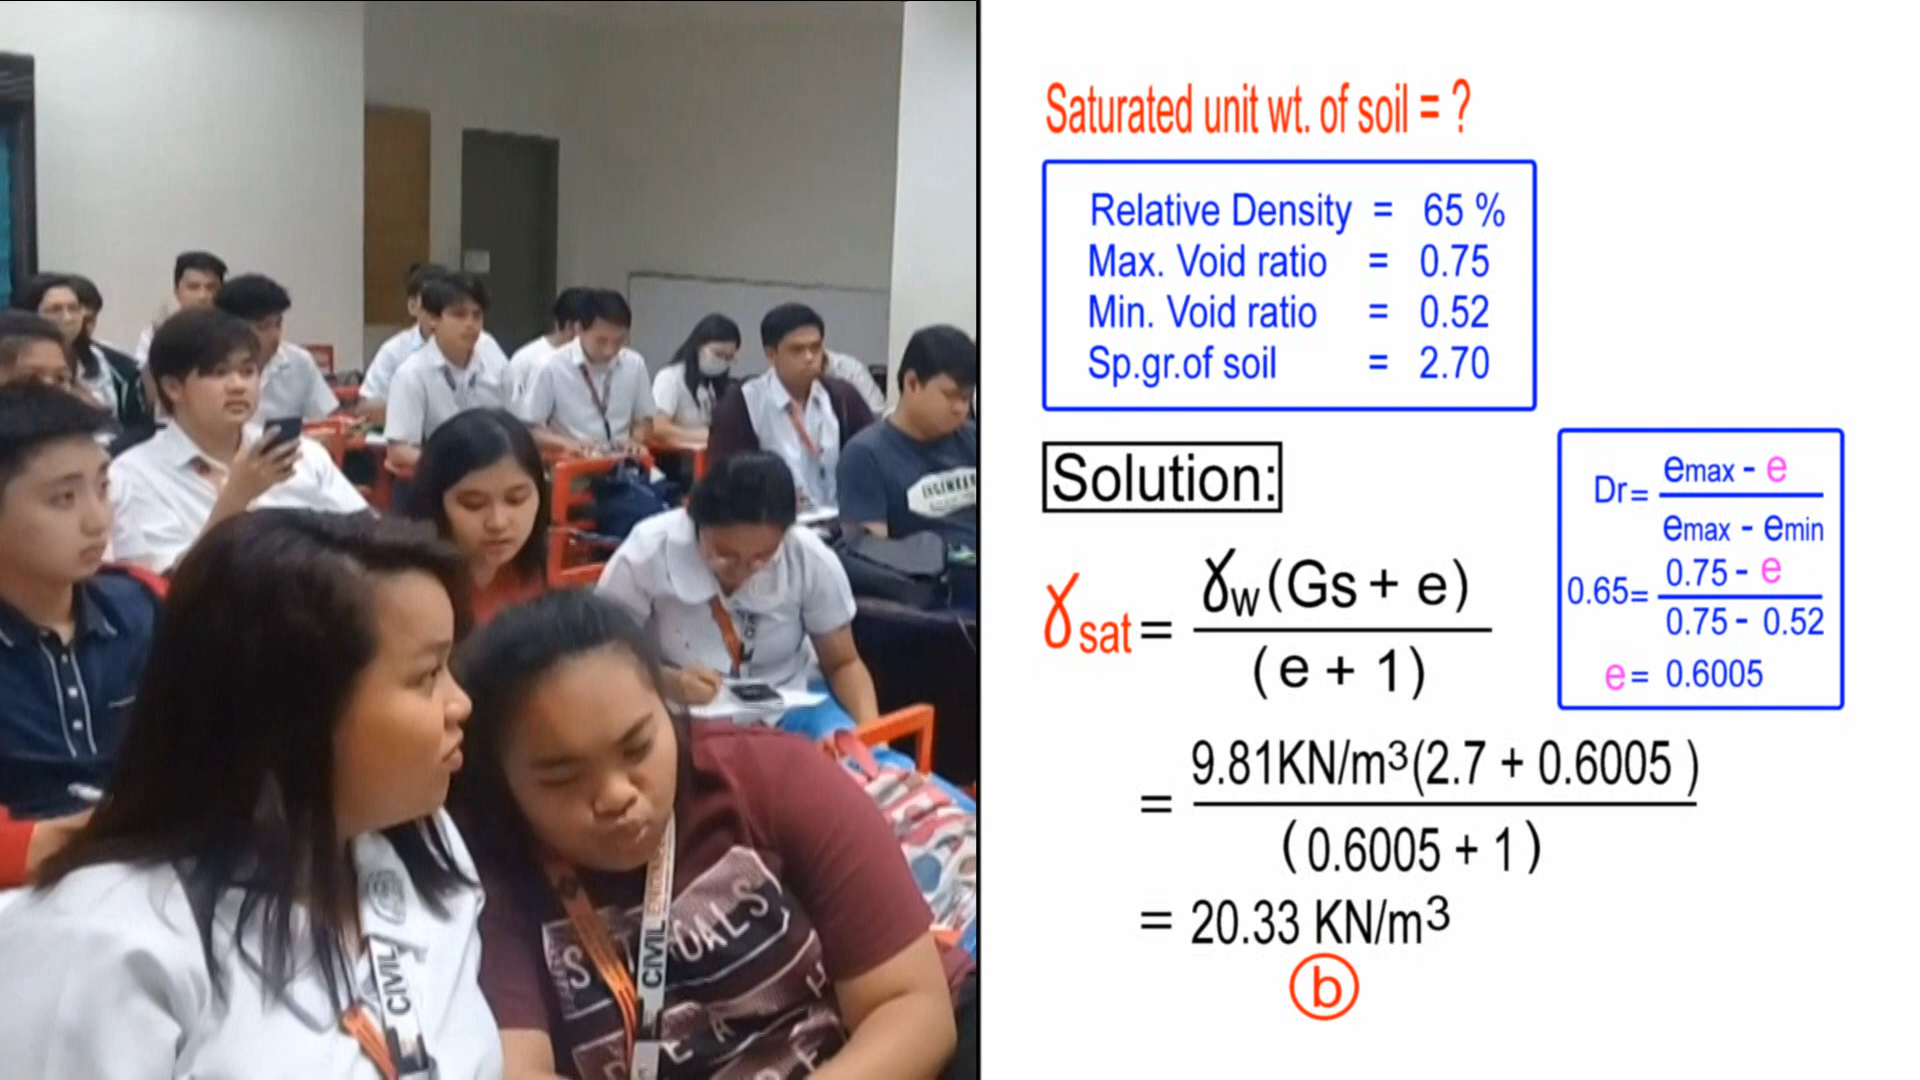 CIVIL
CIVIL
Saturated unit wt. of soil = ?
Relative Density = 65 %
Max. Void ratio = 0.75
Min. Void ratio = 0.52
Sp.gr.of soil = 2.70
Solution:
Dr = emax - e / emax - emin
0.65 = 0.75 - e / 0.75 - 0.52
e = 0.6005
ɣsat = ɣw (Gs + e) / (e + 1)
= 9.81KN/m³(2.7 + 0.6005 ) / (0.6005 + 1)
= 20.33 KN/m³
b